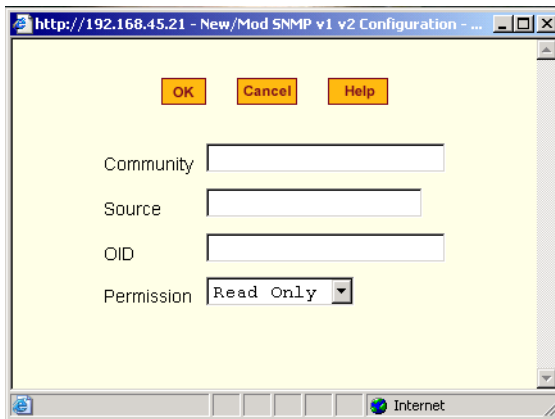 http://192.168.45.21 - New/Mod SNMP v1 v2 Configuration - ...
OK Cancel Help
Community
Source
OID
Permission Read Only
Internet